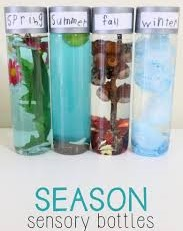 Spring summer fall winter
SEASON
sensory bottles